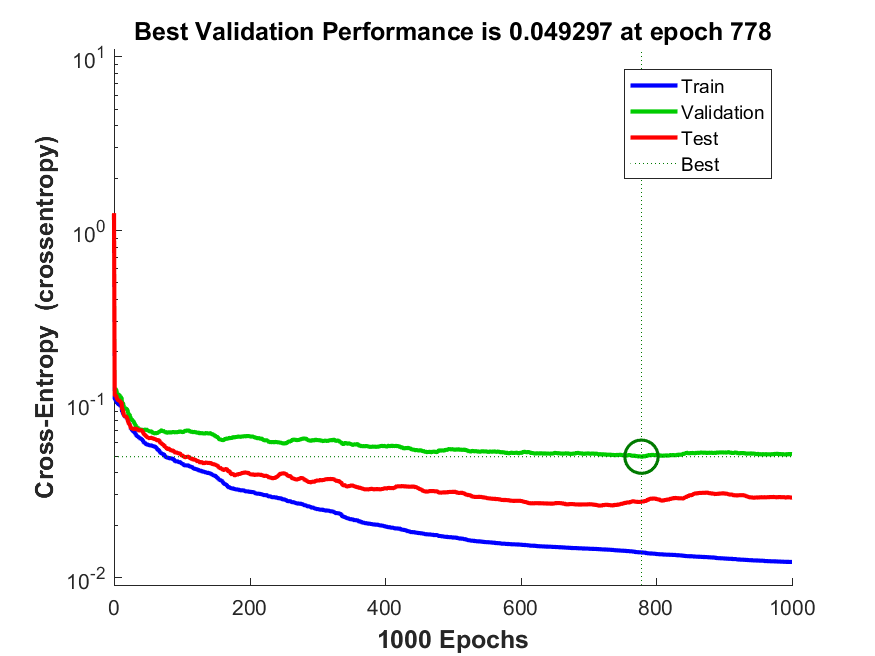 Best Validation Performance is 0.049297 at epoch 778
Cross-Entropy (crossentropy)
10^1
10^0
10^-1
10^-2
Train
Validation
Test
Best
0 200 400 600 800 1000
1000 Epochs